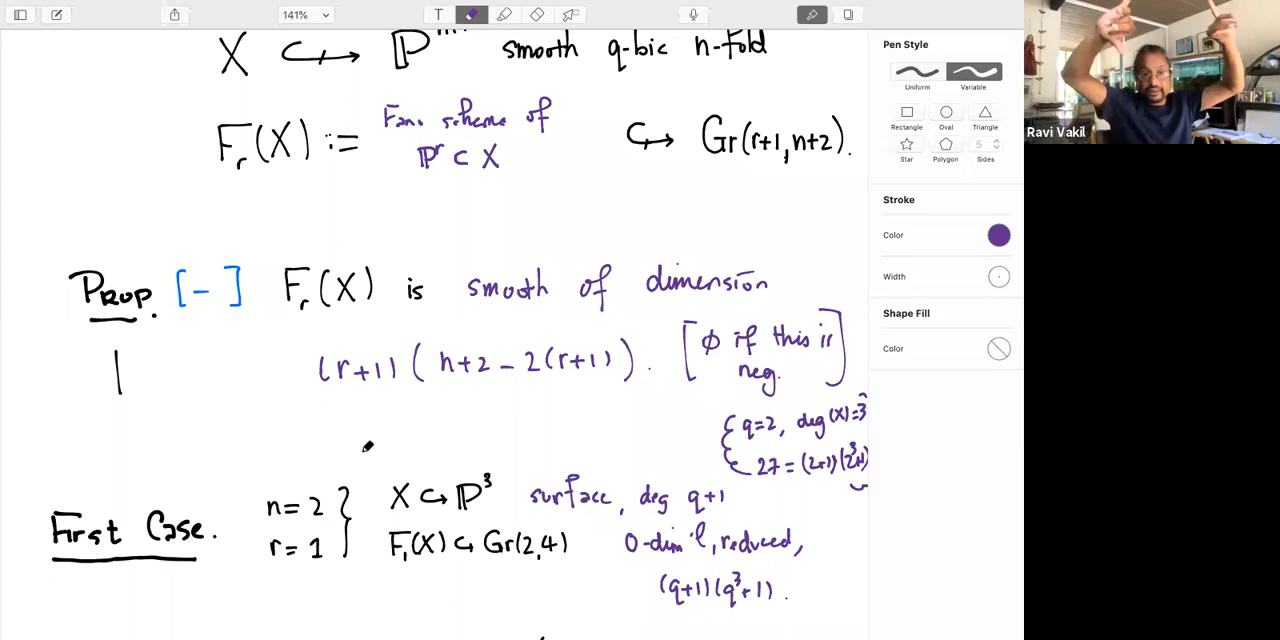 141%
T
X ↪ ℙ smooth q-bic n-fold
F_r(X) := Fano scheme of ℙ^r ⊂ X ↪ Gr(r+1, n+2).
Prop. [-] F_r(X) is smooth of dimension
(r+1)(n+2-2(r+1)). [∅ if this is neg.]
{ q=2, deg(X)=3
27=(2+1)(2^3+1)
First Case. n=2 } X ↪ ℙ^3 surface, deg q+1
r=1 F_1(X) ↪ Gr(2,4) 0-dim'l, reduced,
(q+1)(q^3+1).
Pen Style
Uniform Variable
Rectangle Oval Triangle
Star Polygon 5 Sides
Stroke
Color
Width
Shape Fill
Color
Ravi Vakil